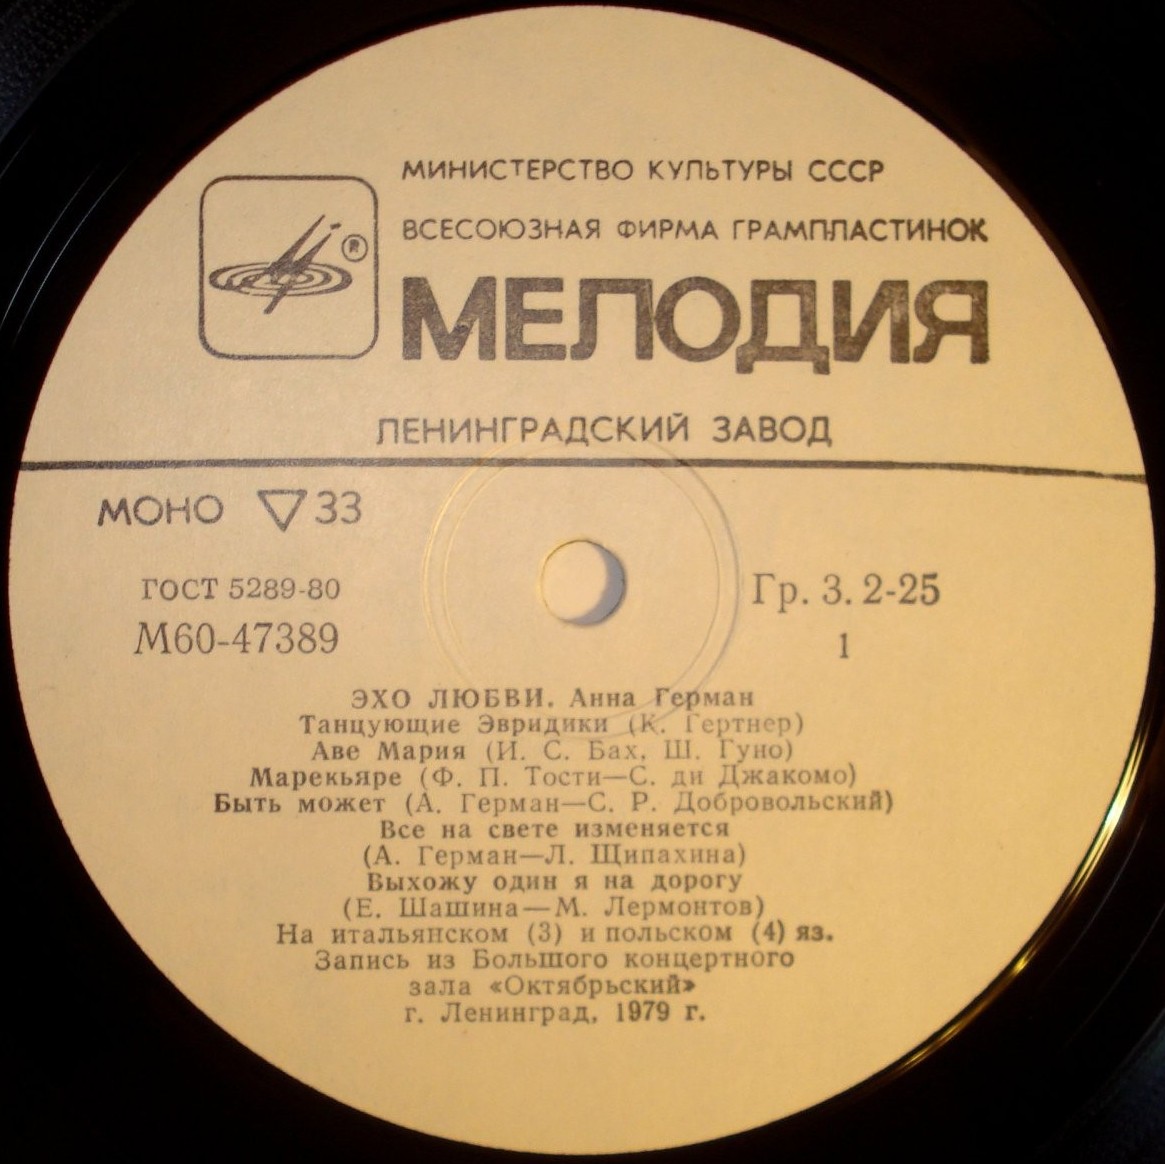 МИНИСТЕРСТВО КУЛЬТУРЫ СССР
ВСЕСОЮЗНАЯ ФИРМА ГРАМПЛАСТИНОК
®
МЕЛОДИЯ
ЛЕНИНГРАДСКИЙ ЗАВОД
МОНО ▽ 33
ГОСТ 5289-80
М60-47389
Гр. 3. 2-25
1
ЭХО ЛЮБВИ. Анна Герман
Танцующие Эвридики (К. Гертнер)
Аве Мария (И. С. Бах, Ш. Гуно)
Марекьяре (Ф. П. Тости—С. ди Джакомо)
Быть может (А. Герман—С. Р. Добровольский)
Все на свете изменяется
(А. Герман—Л. Щипахина)
Выхожу один я на дорогу
(Е. Шашина—М. Лермонтов)
На итальянском (3) и польском (4) яз.
Запись из Большого концертного
зала «Октябрьский»
г. Ленинград, 1979 г.